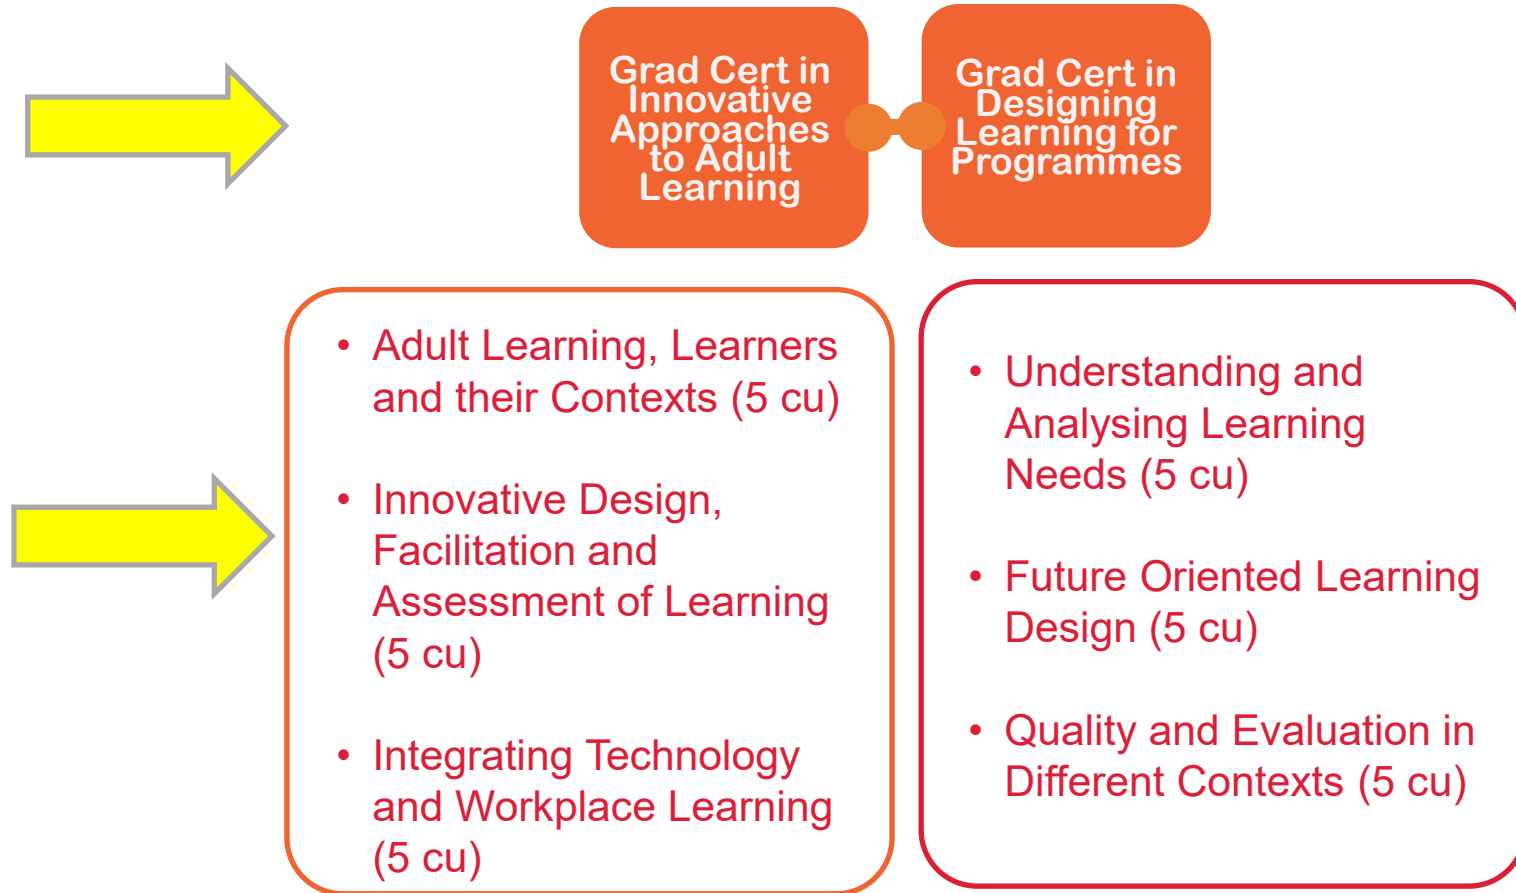 Grad Cert in
Innovative
Approaches
to Adult
Learning
Grad Cert in
Designing
Learning for
Programmes
• Adult Learning, Learners
and their Contexts (5 cu)
• Innovative Design,
Facilitation and
Assessment of Learning
(5 cu)
• Integrating Technology
and Workplace Learning
(5 cu)
• Understanding and
Analysing Learning
Needs (5 cu)
• Future Oriented Learning
Design (5 cu)
• Quality and Evaluation in
Different Contexts (5 cu)